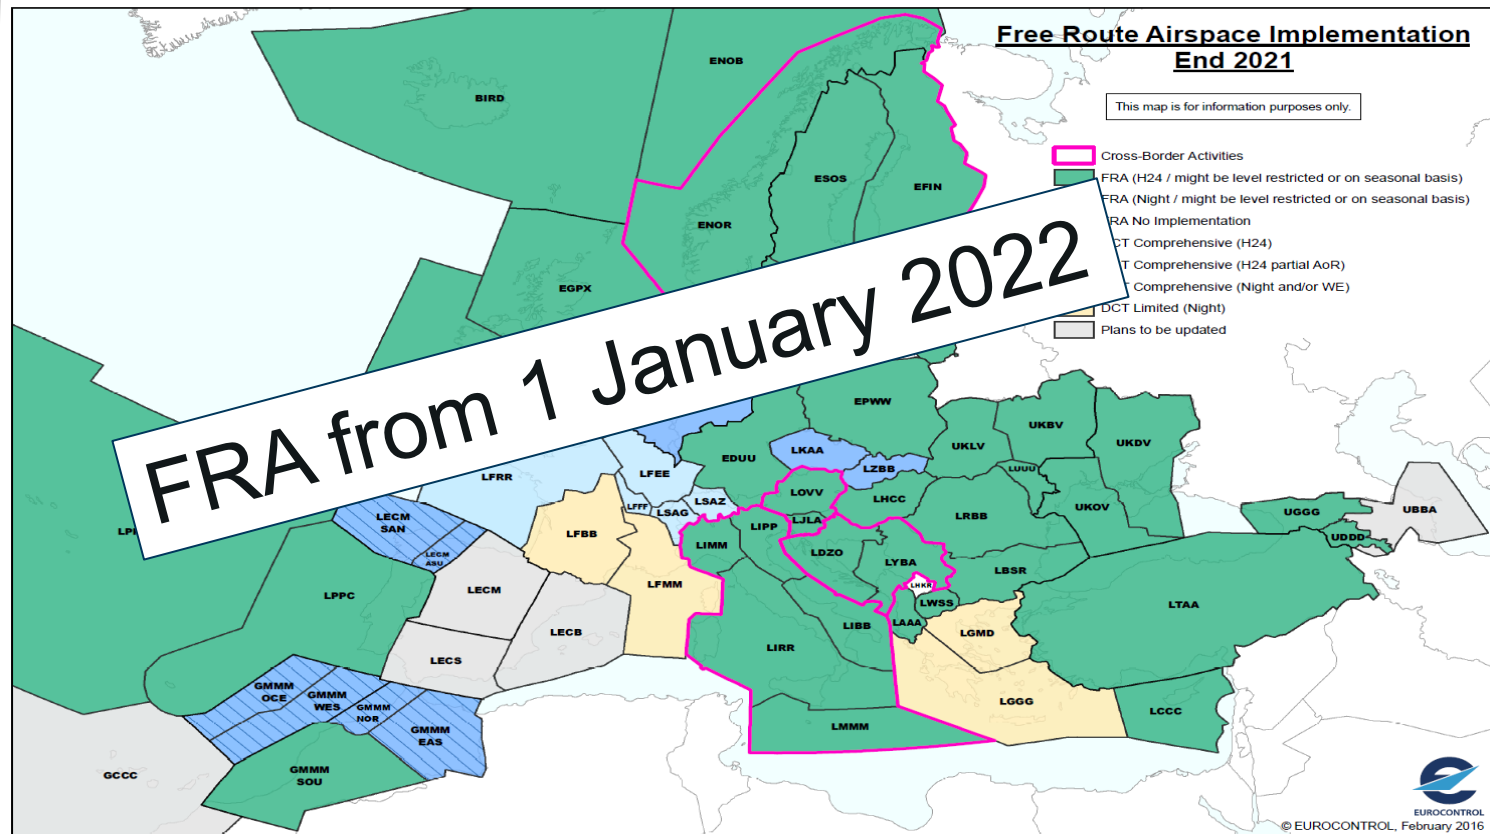 Free Route Airspace Implementation
End 2021
This map is for information purposes only.
Cross-Border Activities
FRA (H24 / might be level restricted or on seasonal basis)
FRA (Night / might be level restricted or on seasonal basis)
FRA No Implementation
Comprehensive (H24)
Comprehensive (H24 partial AoR)
Comprehensive (Night and/or WE)
DCT Limited (Night)
Plans to be updated
FRA from 1 January 2022
ENOB
BIRD
ESOS
EFIN
ENOR
EGPX
EPWW
UKBV
UKLV
UKDV
EDUU
LKAA
LZBB
LUUU
LFRR
LFEE
LFFF
LSAG
LSAZ
LOVV
LHCC
LRBB
UKOV
UGGG
UBBA
UDDD
LECM
SAN
LECM
ASU
LFBB
LIMM
LIPP
LJLA
LDZO
LYBA
LBSR
LHKR
LWSS
LAAA
LTAA
LPPC
LECM
LFMM
LECB
LECS
LIRR
LIBB
LGMD
LGGG
LCCC
LMMM
GMMM
OCE
GMMM
WES
GMMM
NOR
GMMM
EAS
GMMM
SOU
GCCC
EUROCONTROL
© EUROCONTROL, February 2016